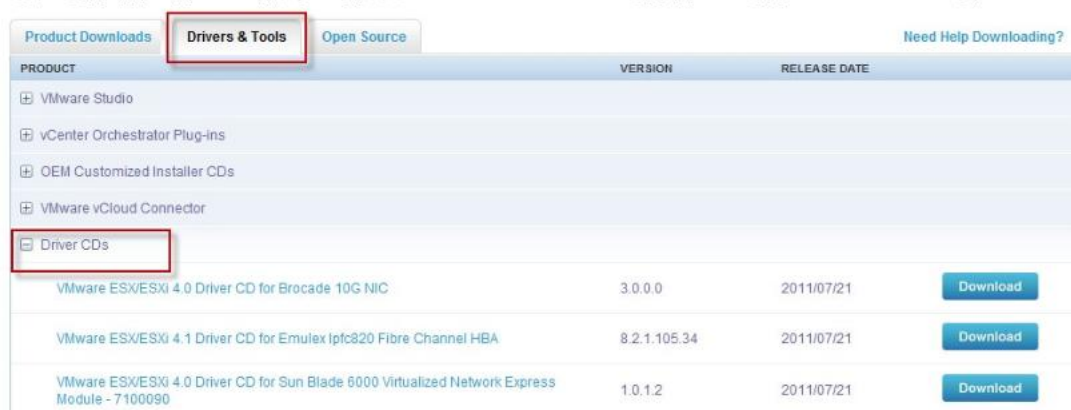 Product Downloads Drivers & Tools Open Source Need Help Downloading?
PRODUCT VERSION RELEASE DATE
VMware Studio
vCenter Orchestrator Plug-ins
OEM Customized Installer CDs
VMware vCloud Connector
Driver CDs
VMware ESX/ESXi 4.0 Driver CD for Brocade 10G NIC 3.0.0.0 2011/07/21 Download
VMware ESX/ESXi 4.1 Driver CD for Emulex lpfc820 Fibre Channel HBA 8.2.1.105.34 2011/07/21 Download
VMware ESX/ESXi 4.0 Driver CD for Sun Blade 6000 Virtualized Network Express
Module - 7100090 1.0.1.2 2011/07/21 Download